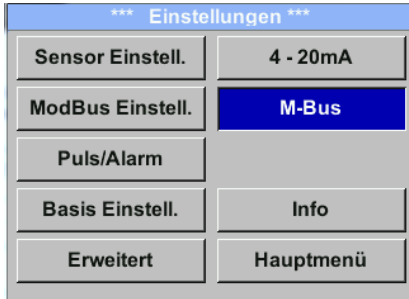 *** Einstellungen ***
Sensor Einstell.
4 - 20mA
ModBus Einstell.
M-Bus
Puls/Alarm
Basis Einstell.
Info
Erweitert
Hauptmenü